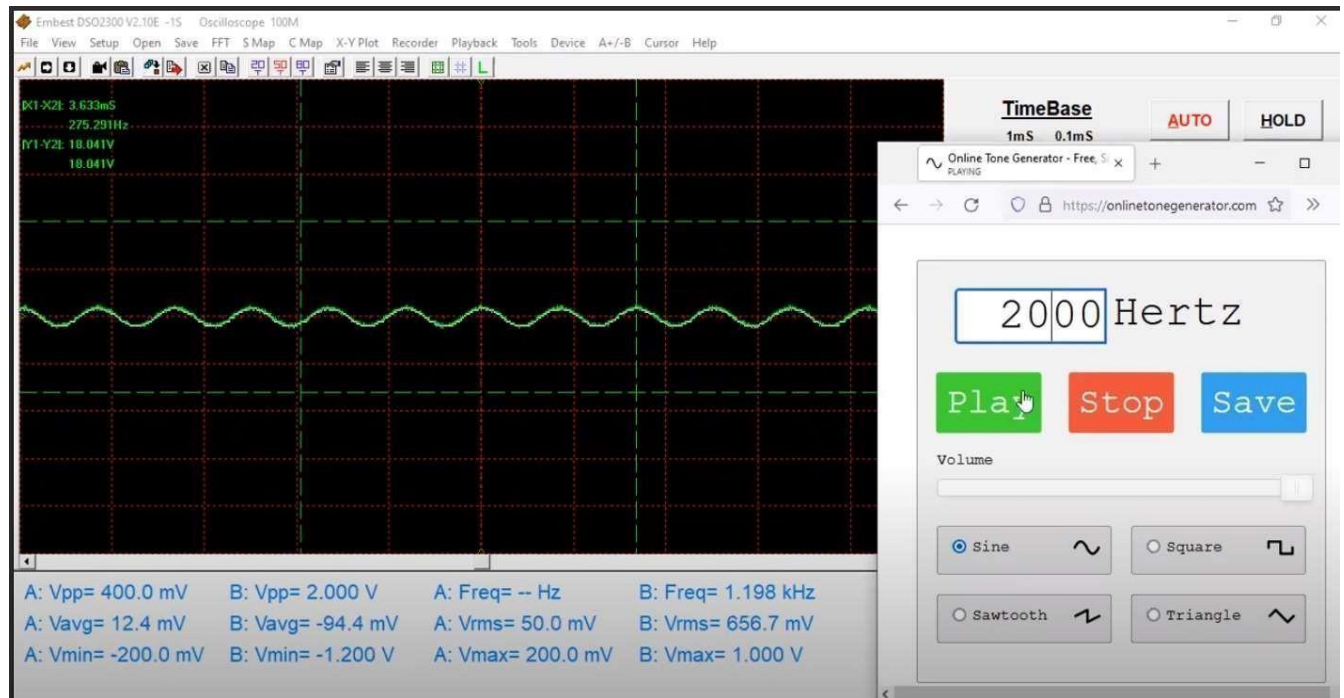 Embest DSO2300 V2.10E -1S Oscilloscope 100M
File View Setup Open Save FFT S Map C Map X-Y Plot Recorder Playback Tools Device A+/-B Cursor Help
|X1-X2|: 3.633mS
275.291Hz
|Y1-Y2|: 18.041V
18.041V
TimeBase
1mS 0.1mS
AUTO
HOLD
Online Tone Generator - Free, S
PLAYING
https://onlinetonegenerator.com
2000 Hertz
Play Stop Save
Volume
Sine
Square
Sawtooth
Triangle
A: Vpp= 400.0 mV B: Vpp= 2.000 V A: Freq= -- Hz B: Freq= 1.198 kHz
A: Vavg= 12.4 mV B: Vavg= -94.4 mV A: Vrms= 50.0 mV B: Vrms= 656.7 mV
A: Vmin= -200.0 mV B: Vmin= -1.200 V A: Vmax= 200.0 mV B: Vmax= 1.000 V